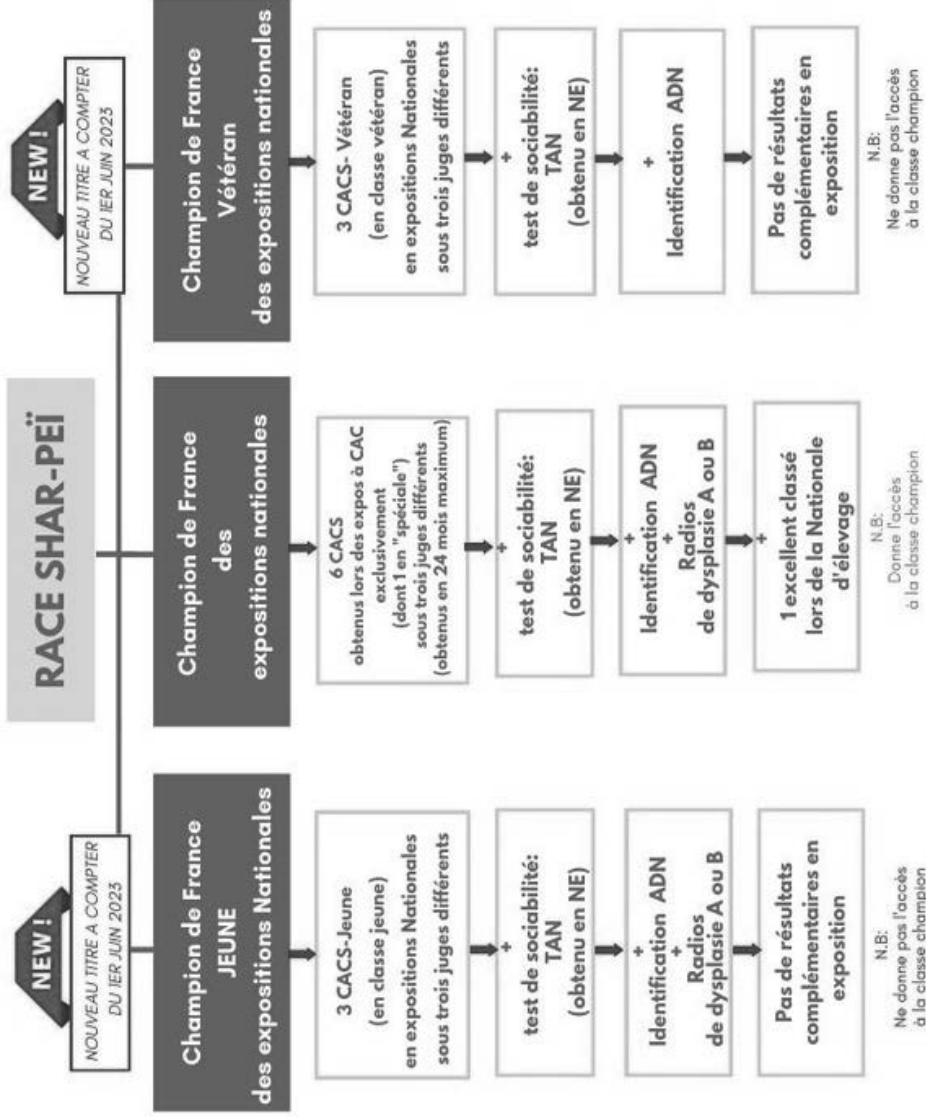 RACE SHAR-PEÏ
NEW !
NOUVEAU TITRE A COMPTER
DU 1ER JUIN 2023
Champion de France
JEUNE
des expositions Nationales
3 CACS-Jeune
(en classe jeune)
en expositions Nationales
sous trois juges différents
+
test de sociabilité:
TAN
(obtenu en NE)
+
Identification ADN
+
Radios
de dysplasie A ou B
Pas de résultats
complémentaires en
exposition
N.B:
Ne donne pas l'accès
à la classe champion
Champion de France
des
expositions nationales
6 CACS
obtenus lors des expo à CAC
exclusivement
(dont 1 en "spéciale")
sous trois juges différents
(obtenus en 24 mois maximum)
+
test de sociabilité:
TAN
(obtenu en NE)
+
Identification ADN
+
Radios
de dysplasie A ou B
+
1 excellent classé
lors de la Nationale
d'élevage
N.B:
Donne l'accès
à la classe champion
NEW !
NOUVEAU TITRE A COMPTER
DU 1ER JUIN 2023
Champion de France
Vétéran
des expositions nationales
3 CACS- Vétéran
(en classe vétéran)
en expositions Nationales
sous trois juges différents
+
test de sociabilité:
TAN
(obtenu en NE)
+
Identification ADN
Pas de résultats
complémentaires en
exposition
N.B:
Ne donne pas l'accès
à la classe champion